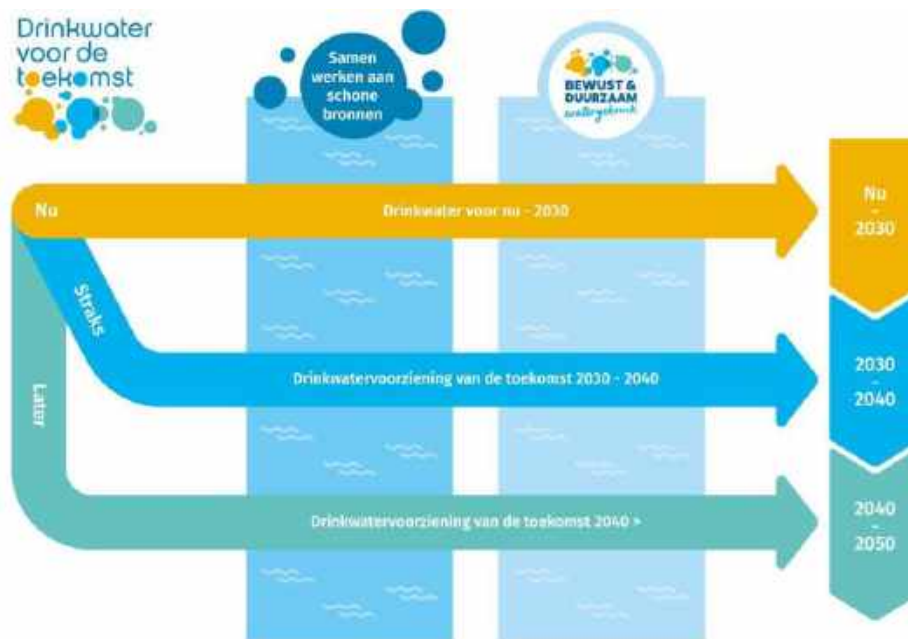 Drinkwater
voor de
toekomst
Samen
werken aan
schone
bronnen
BEWUST &
DUURZAAM
watergebruik
Nu
Drinkwater voor nu - 2030
Nu
-
2030
Straks
Drinkwatervoorziening van de toekomst 2030 - 2040
2030
-
2040
Later
Drinkwatervoorziening van de toekomst 2040 >
2040
-
2050